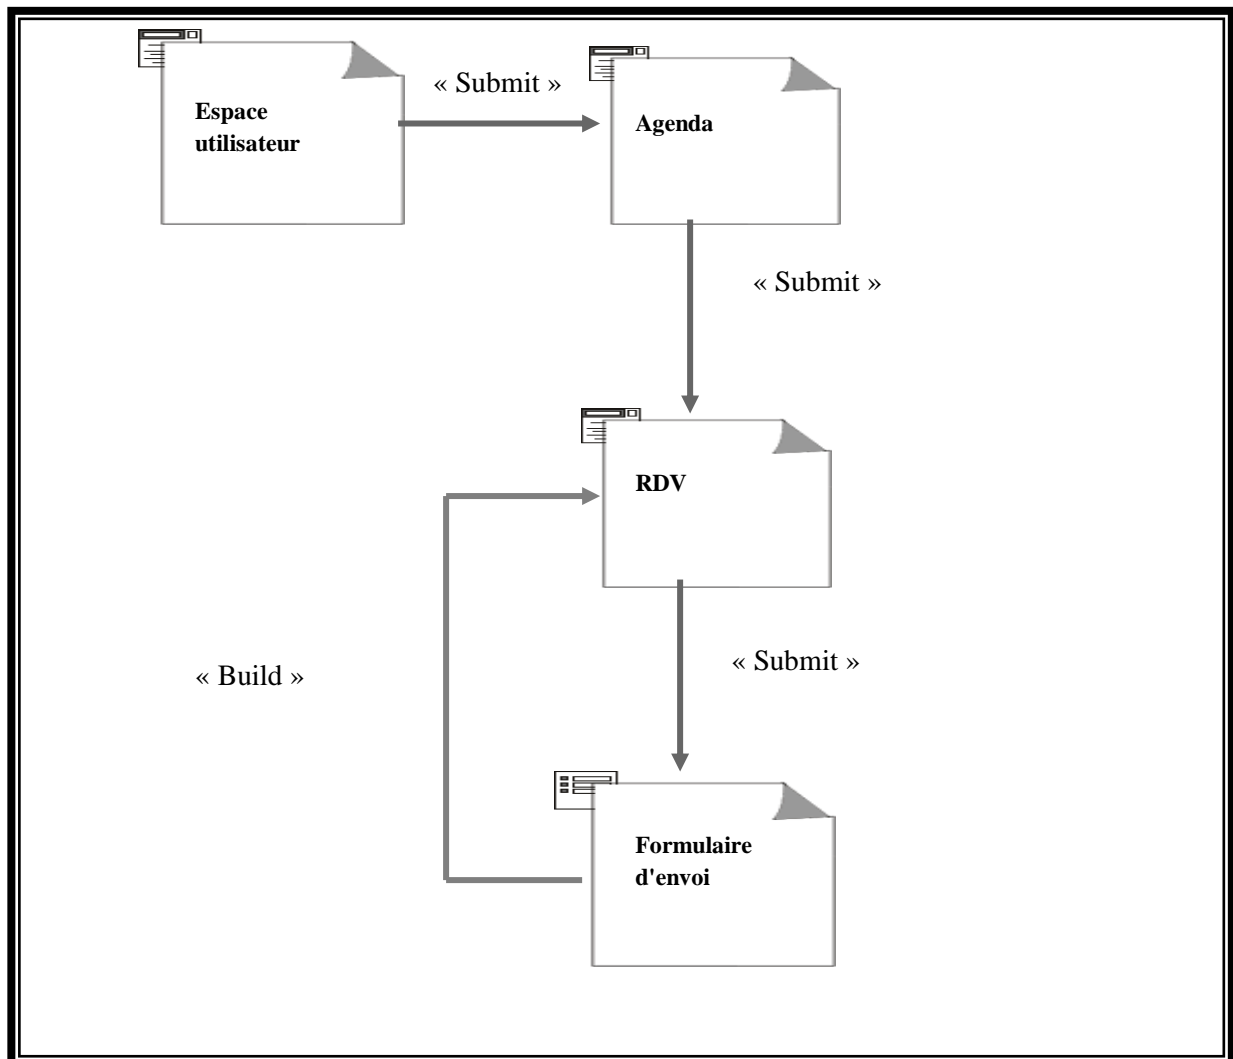 « Submit »
Espace
utilisateur
Agenda
« Submit »
RDV
« Submit »
« Build »
Formulaire
d'envoi